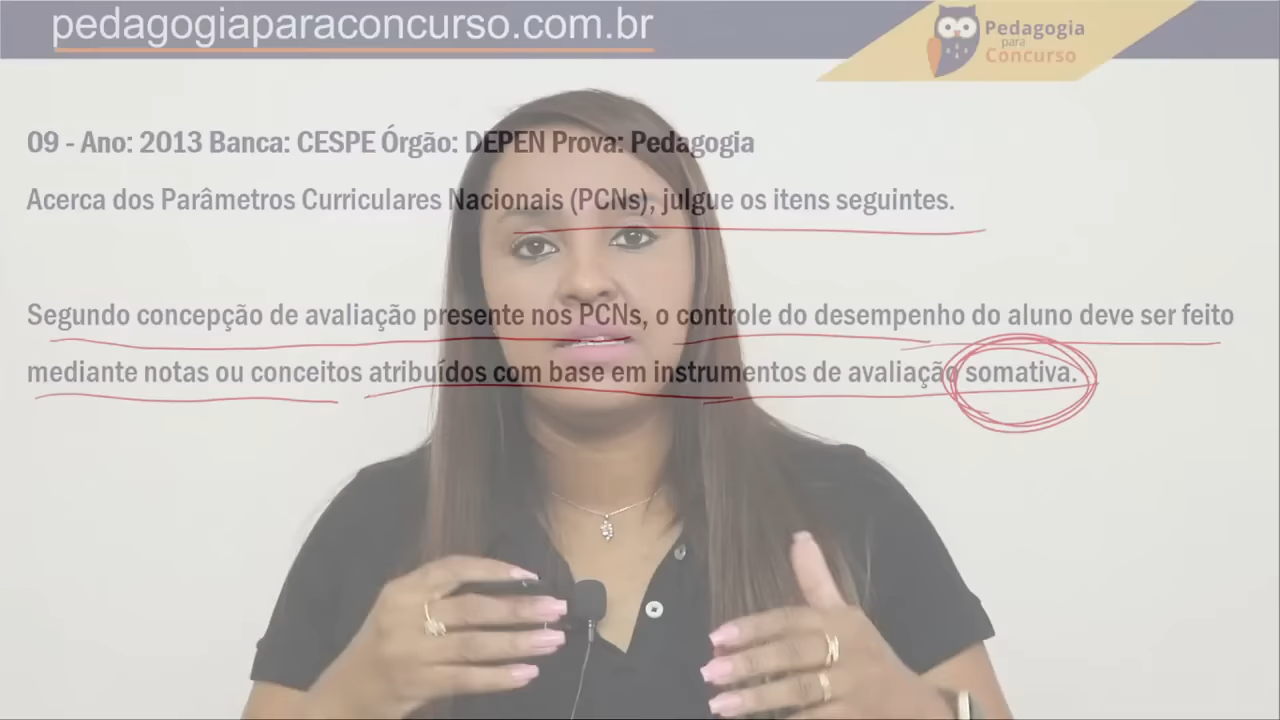 pedagogiaparaconcurso.com.br
Pedagogia
para
Concurso
09 - Ano: 2013 Banca: CESPE Órgão: DEPEN Prova: Pedagogia
Acerca dos Parâmetros Curriculares Nacionais (PCNs), julgue os itens seguintes.
Segundo concepção de avaliação presente nos PCNs, o controle do desempenho do aluno deve ser feito
mediante notas ou conceitos atribuídos com base em instrumentos de avaliação somativa.